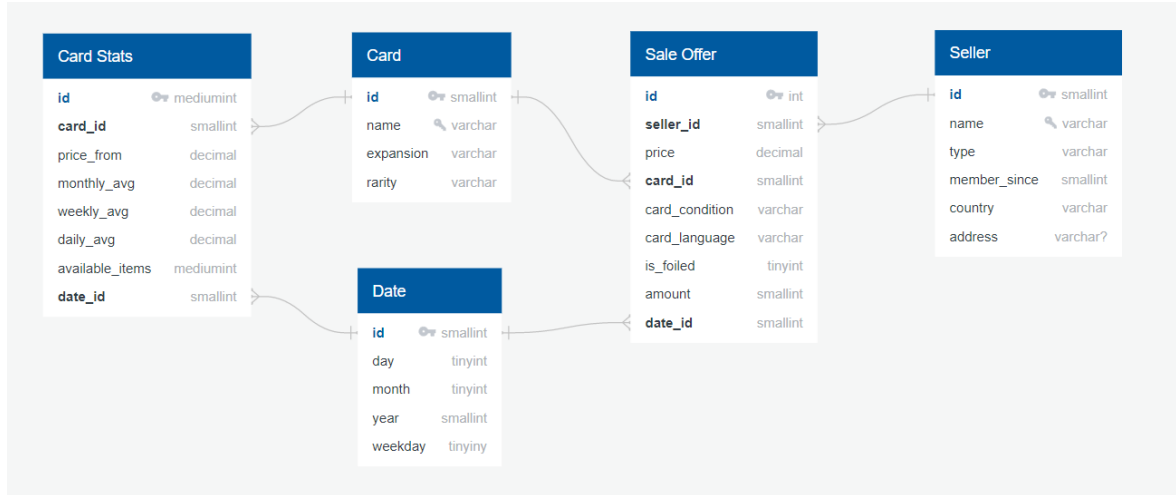 Card Stats
id mediumint
card_id smallint
price_from decimal
monthly_avg decimal
weekly_avg decimal
daily_avg decimal
available_items mediumint
date_id smallint
Card
id smallint
name varchar
expansion varchar
rarity varchar
Date
id smallint
day tinyint
month tinyint
year smallint
weekday tinyiny
Sale Offer
id int
seller_id smallint
price decimal
card_id smallint
card_condition varchar
card_language varchar
is_foiled tinyint
amount smallint
date_id smallint
Seller
id smallint
name varchar
type varchar
member_since smallint
country varchar
address varchar?